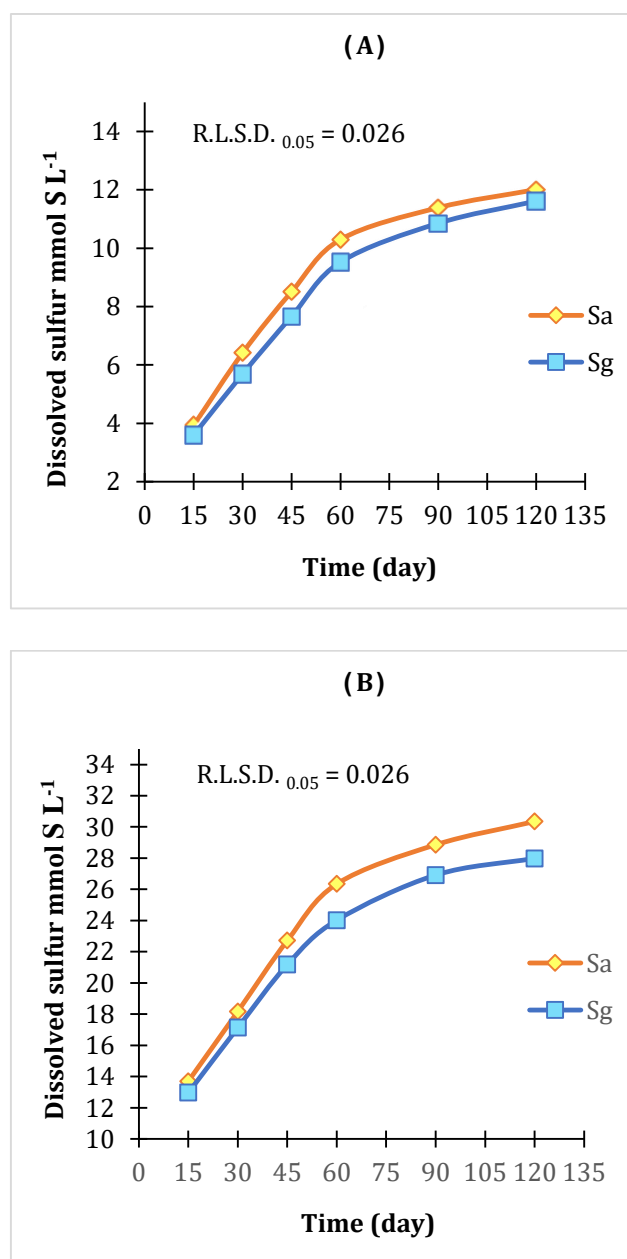 (A)
R.L.S.D. 0.05 = 0.026
14
12
10
8
6
4
2
0 15 30 45 60 75 90 105 120 135
Dissolved sulfur mmol S L-1
Time (day)
Sa
Sg
(B)
R.L.S.D. 0.05 = 0.026
34
32
30
28
26
24
22
20
18
16
14
12
10
0 15 30 45 60 75 90 105 120 135
Dissolved sulfur mmol S L-1
Time (day)
Sa
Sg